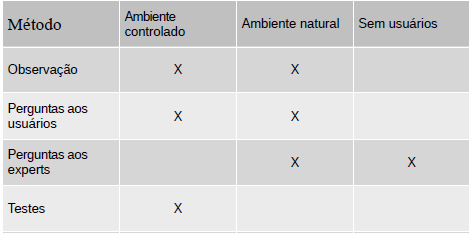 Método Ambiente controlado Ambiente natural Sem usuários
Observação X X
Perguntas aos usuários X X
Perguntas aos experts X X
Testes X